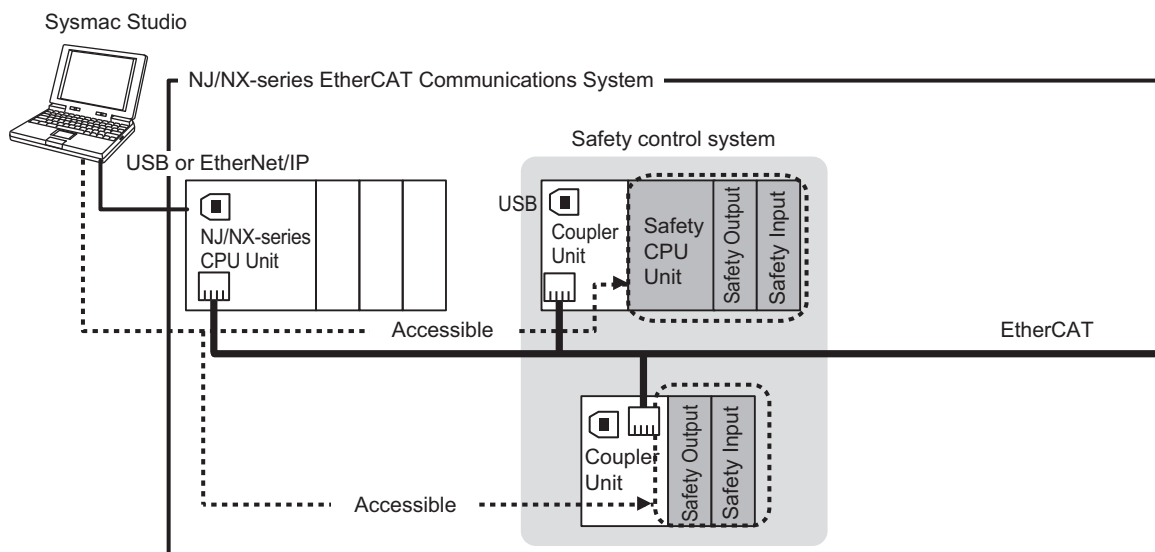 Sysmac Studio
NJ/NX-series EtherCAT Communications System
Safety control system
USB or EtherNet/IP
NJ/NX-series
CPU Unit
USB
Coupler
Unit
Safety
CPU
Unit
Safety Output
Safety Input
Accessible
EtherCAT
Coupler
Unit
Safety Output
Safety Input
Accessible